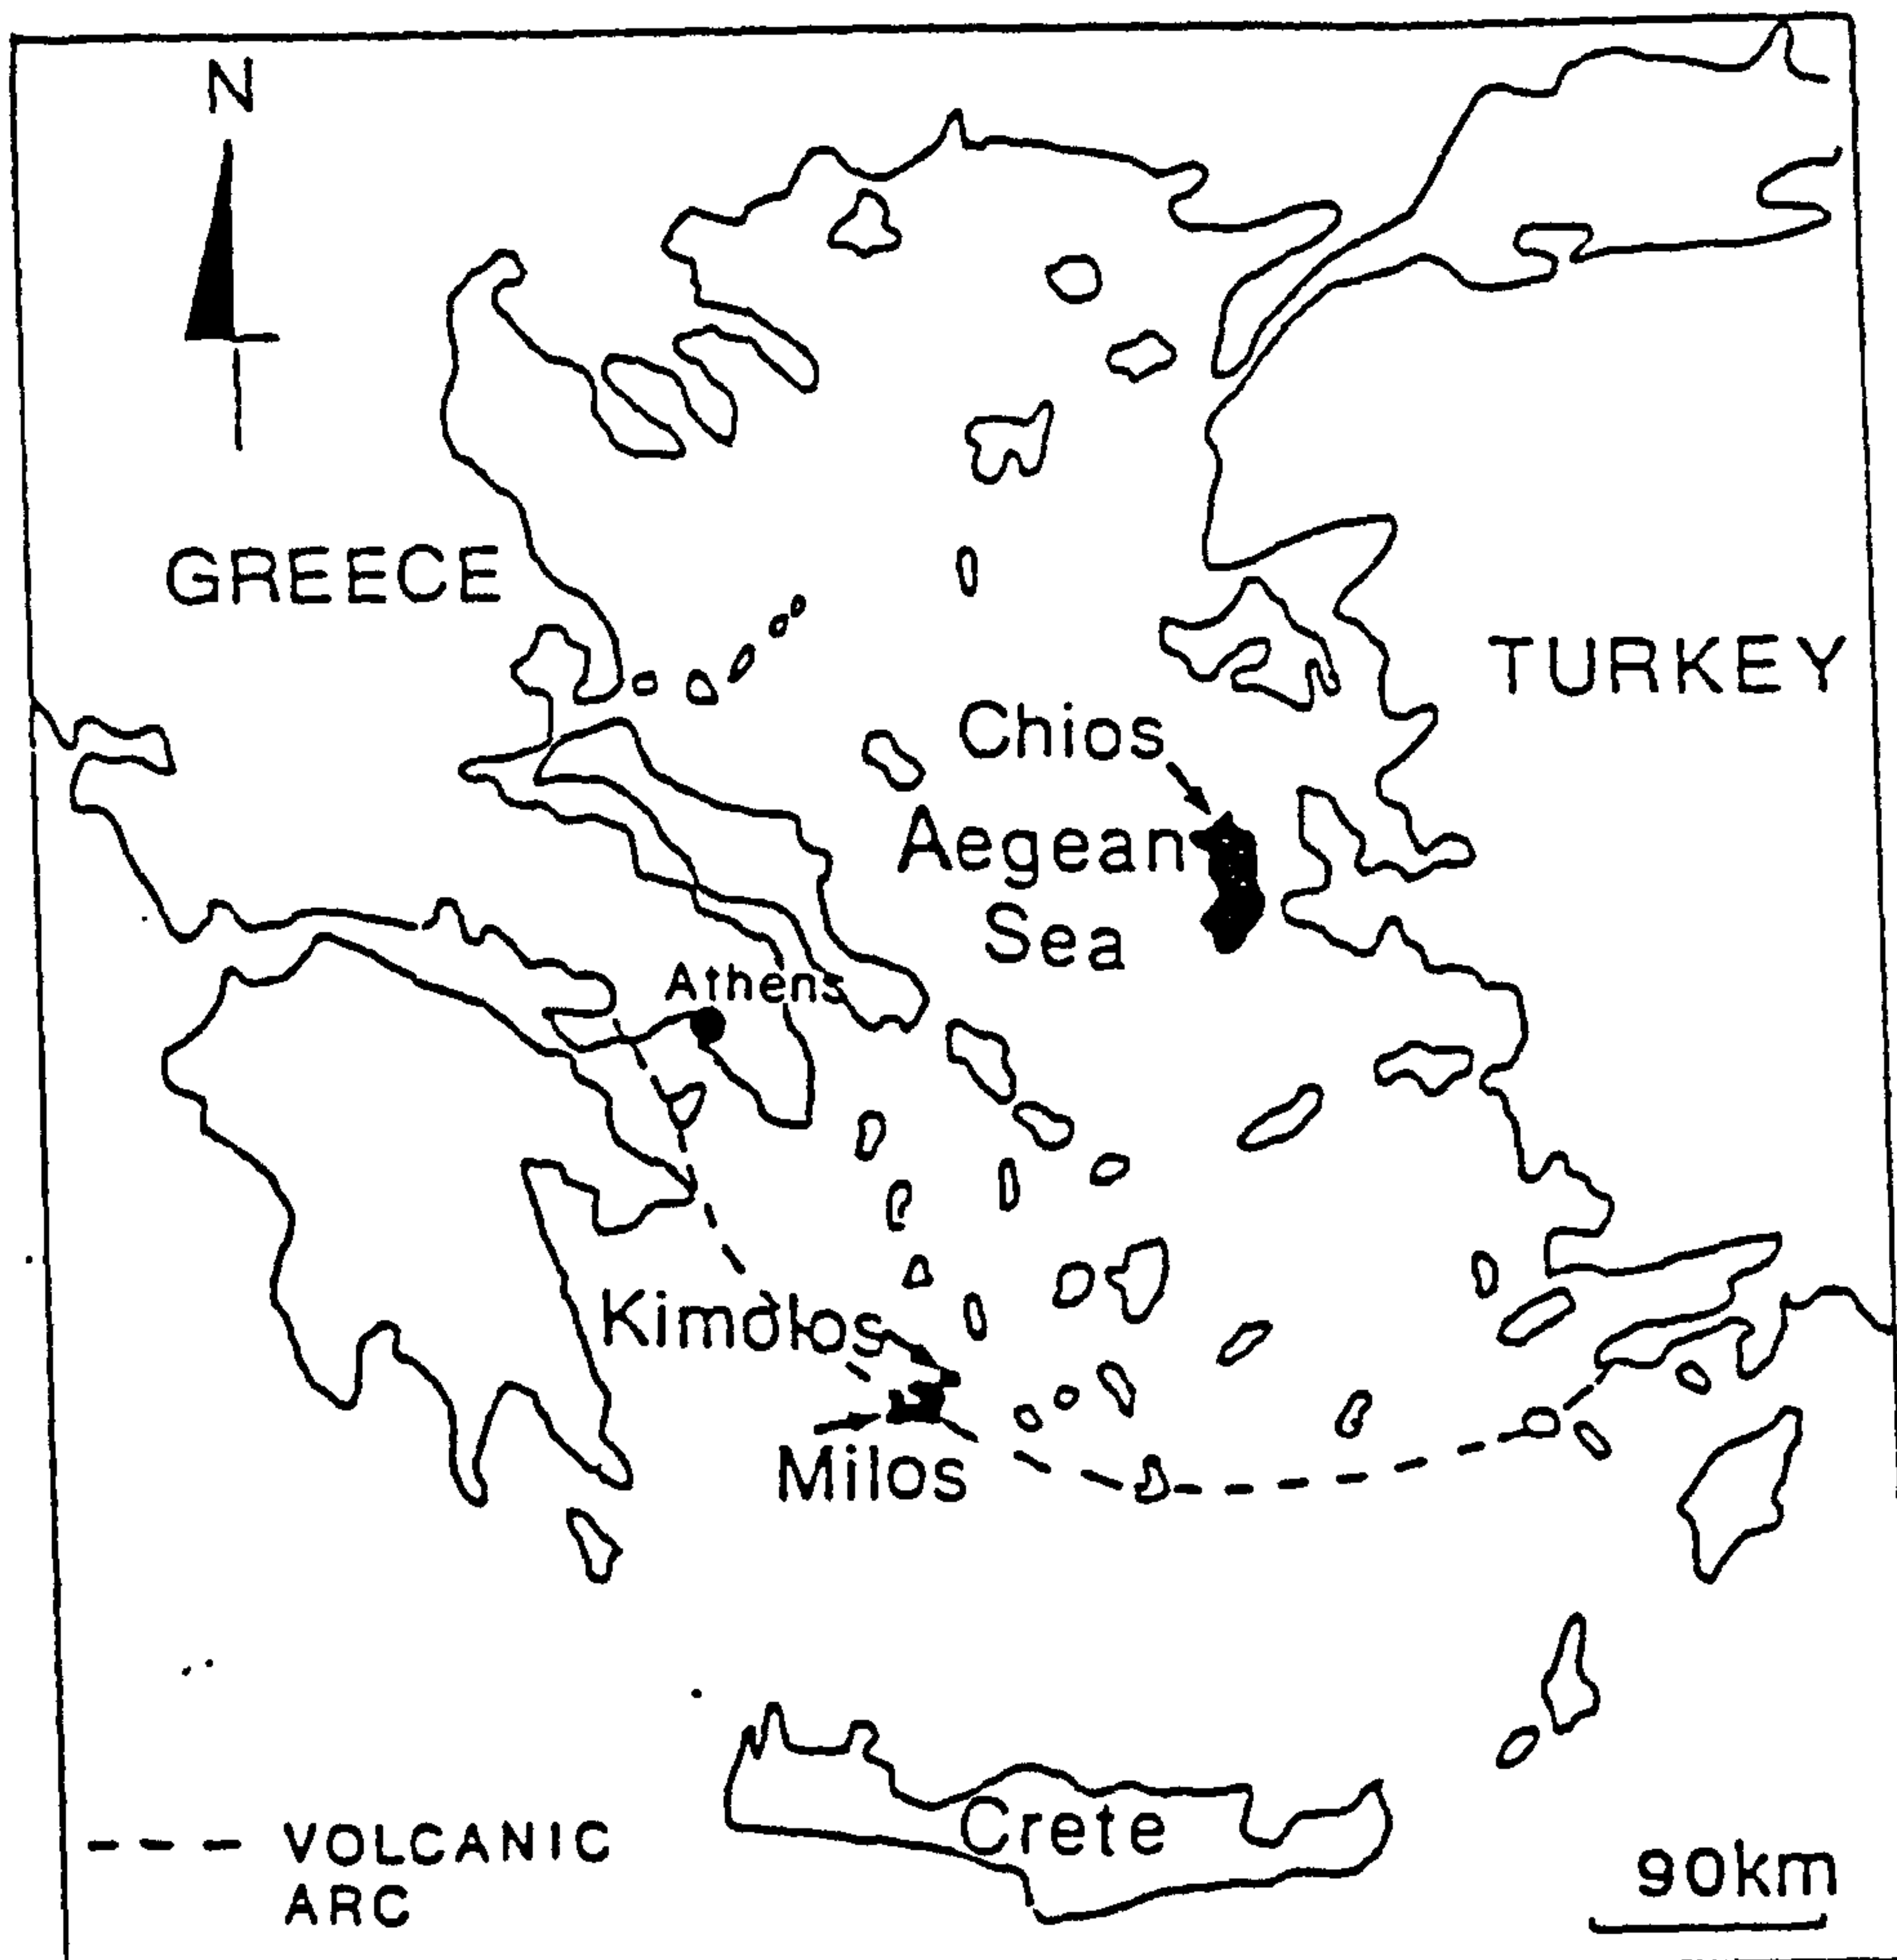 N
GREECE
TURKEY
Chios
Aegean
Sea
Athens
Kimolos
Milos
Crete
VOLCANIC
ARC
90km